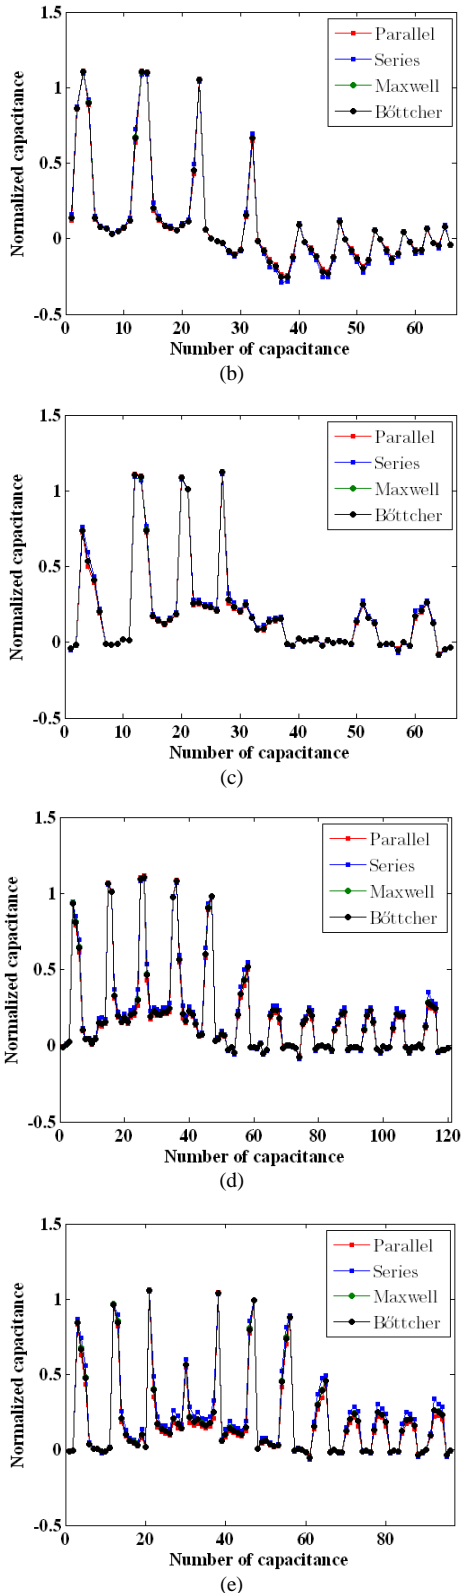 1.5
Parallel
Series
Maxwell
Bőttcher
1
0.5
0
-0.5
Normalized capacitance
0 10 20 30 40 50 60
Number of capacitance
(b)
1.5
Parallel
Series
Maxwell
Bőttcher
1
0.5
0
-0.5
Normalized capacitance
0 10 20 30 40 50 60
Number of capacitance
(c)
1.5
Parallel
Series
Maxwell
Bőttcher
1
0.5
0
-0.5
Normalized capacitance
0 20 40 60 80 100 120
Number of capacitance
(d)
1.5
Parallel
Series
Maxwell
Bőttcher
1
0.5
0
-0.5
Normalized capacitance
0 20 40 60 80
Number of capacitance
(e)